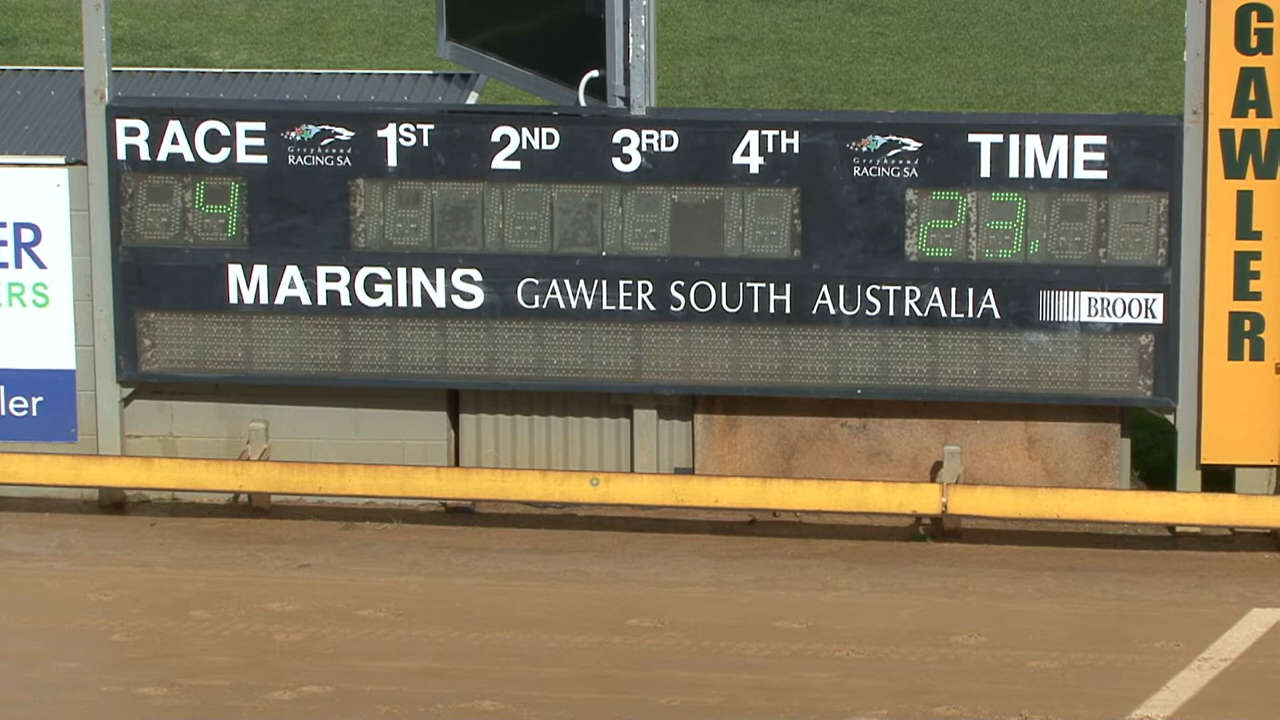 RACE
Greyhound
RACING SA
1ST 2ND 3RD 4TH
Greyhound
RACING SA
TIME
4
23.
MARGINS
GAWLER SOUTH AUSTRALIA
BROOK
ER
ERS
ler
GAWLER